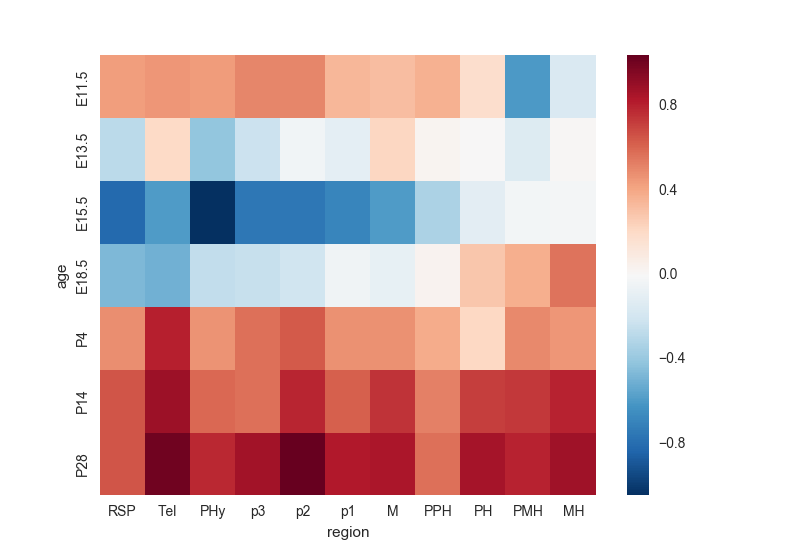 age
E11.5
E13.5
E15.5
E18.5
P4
P14
P28
RSP Tel PHy p3 p2 p1 M PPH PH PMH MH
region
0.8
0.4
0.0
−0.4
−0.8